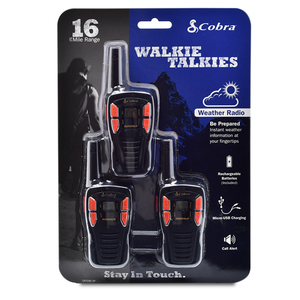 16
Mile Range
Cobra
WALKIE
TALKIES
Weather Radio
Be Prepared
Instant weather
information at
your fingertips
Rechargeable
Batteries
(Included)
Micro-USB Charging
Call Alert
Stay in Touch.